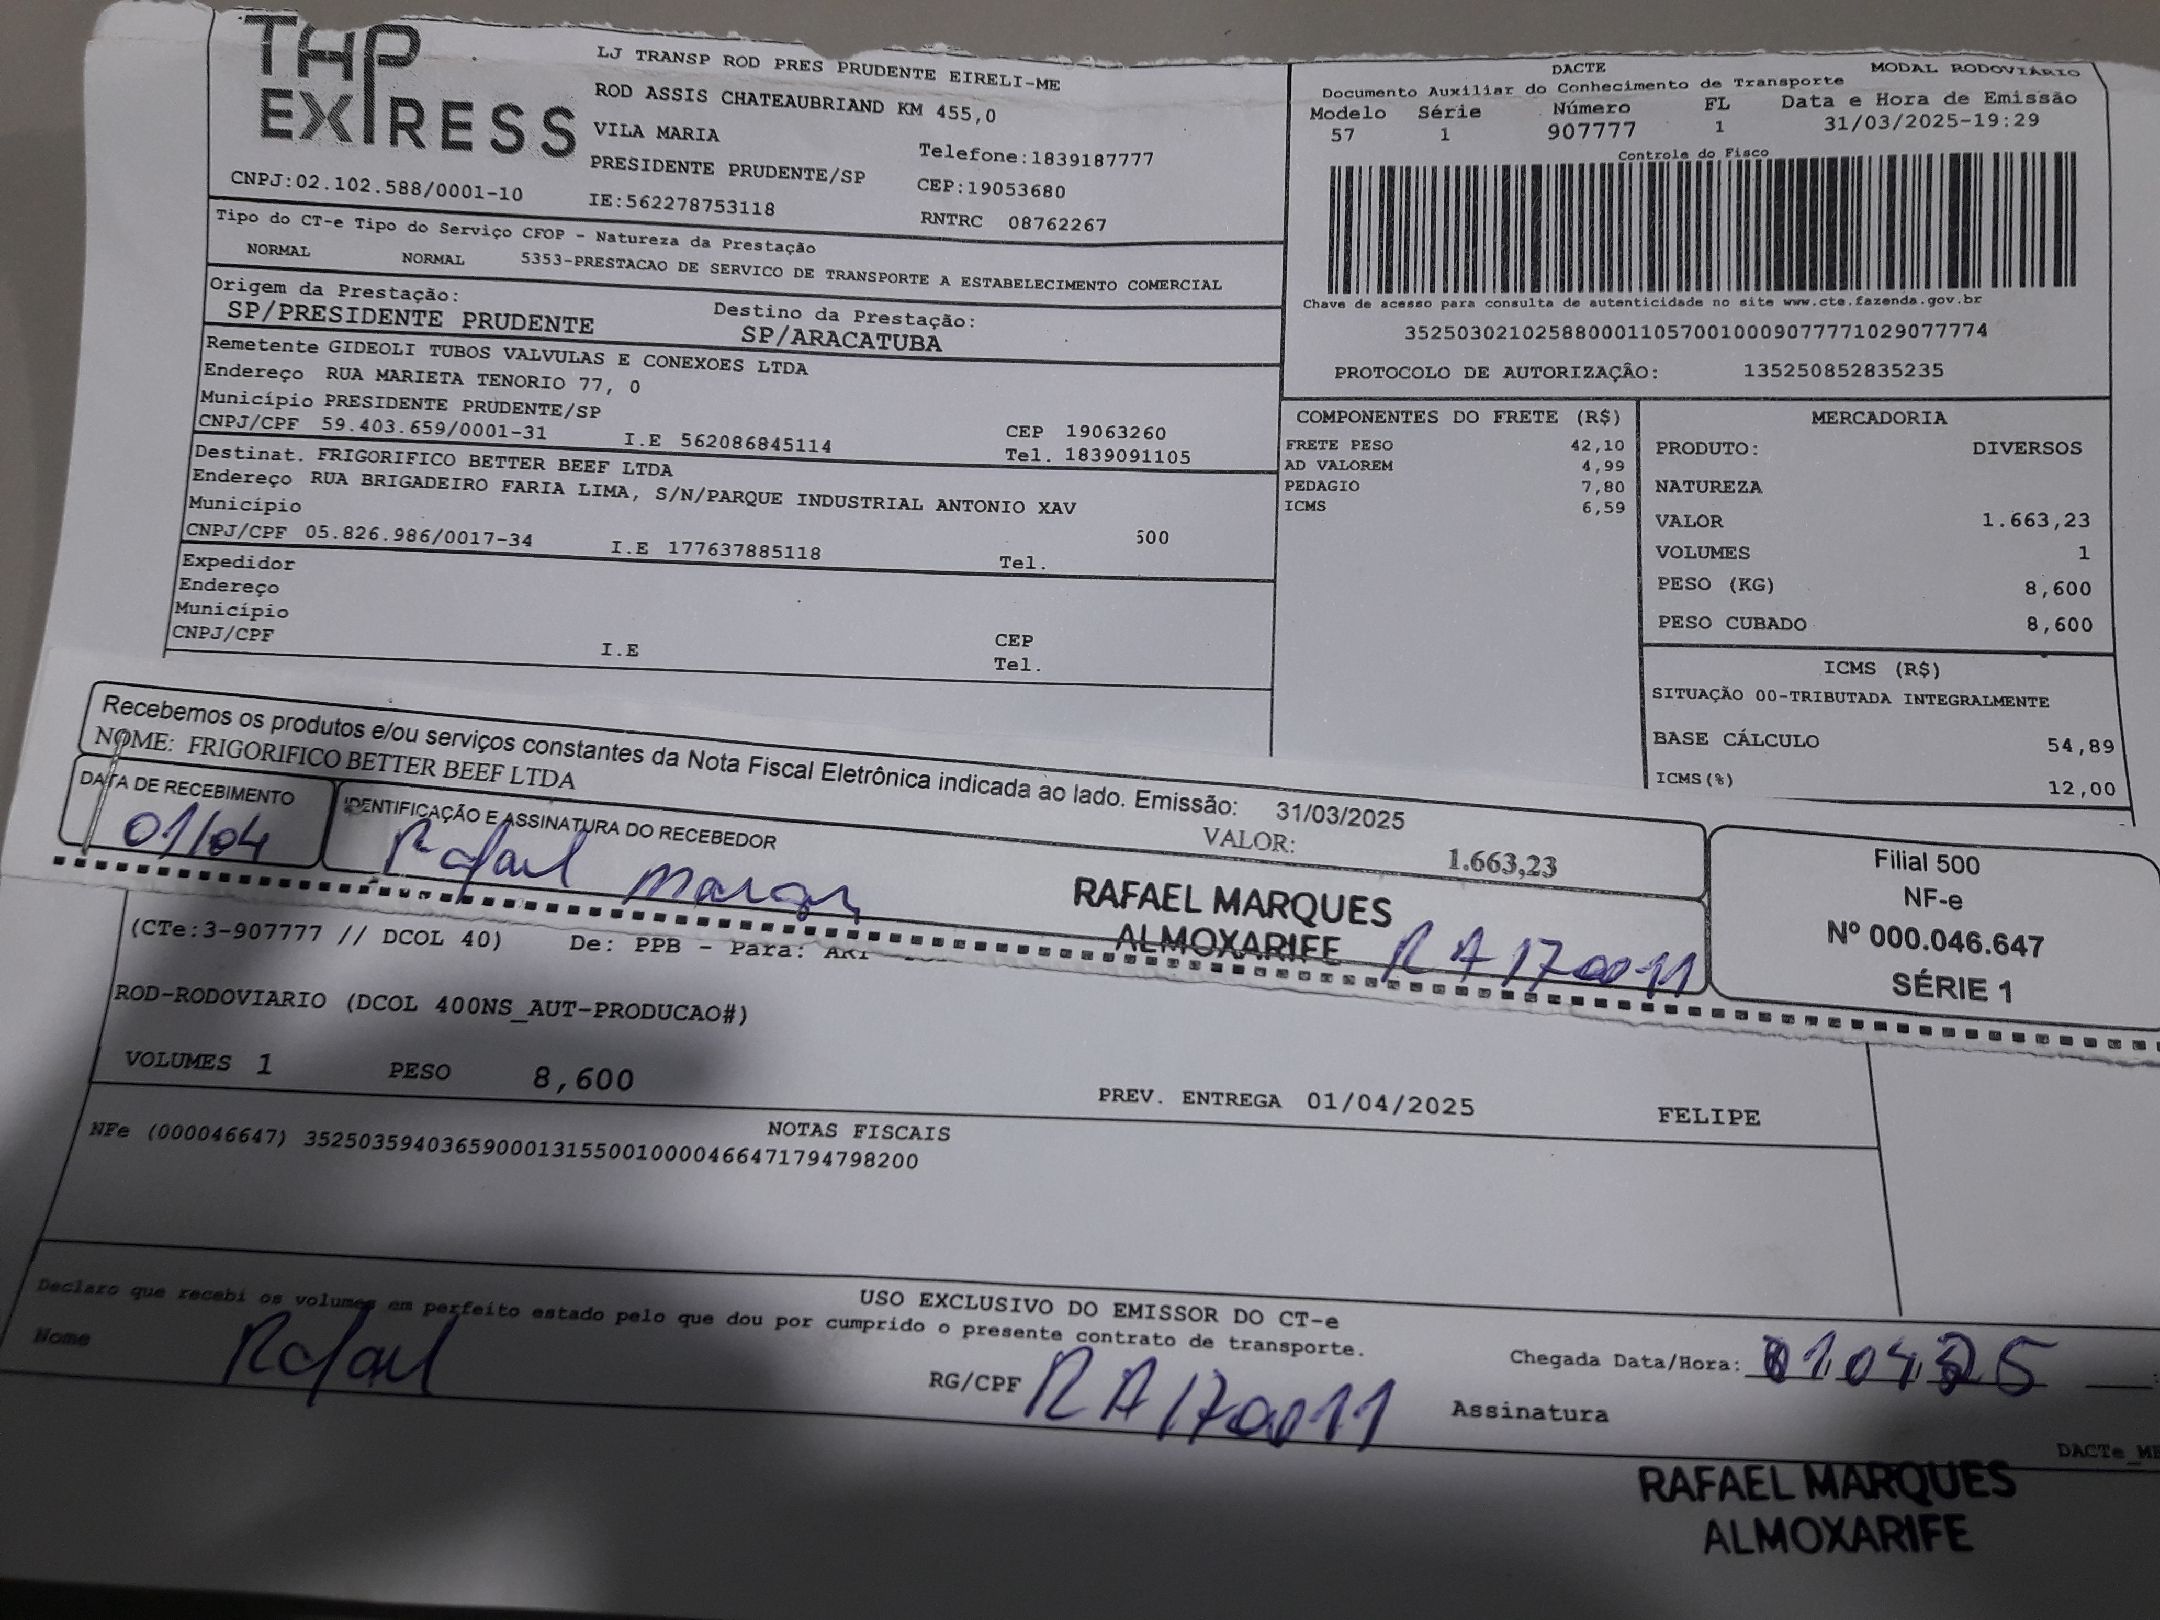 THP
EXPRESS
CNPJ:02.102.588/0001-10
LJ TRANSP ROD PRES PRUDENTE EIRELI-ME
ROD ASSIS CHATEAUBRIAND KM 455,0
VILA MARIA
PRESIDENTE PRUDENTE/SP
IE:562278753118
Telefone:1839187777
CEP:19053680
RNTRC 08762267
DACTE MODAL RODOVIÁRIO
Documento Auxiliar do Conhecimento de Transporte
Modelo Série Número FL Data e Hora de Emissão
57 1 907777 1 31/03/2025-19:29
Controle do Fisco
Chave de acesso para consulta de autenticidade no site www.cte.fazenda.gov.br
35250302102588000110570010009077771029077774
PROTOCOLO DE AUTORIZAÇÃO: 135250852835235
Tipo do CT-e Tipo do Serviço CFOP - Natureza da Prestação
NORMAL NORMAL 5353-PRESTACAO DE SERVICO DE TRANSPORTE A ESTABELECIMENTO COMERCIAL
Origem da Prestação: Destino da Prestação:
SP/PRESIDENTE PRUDENTE SP/ARACATUBA
Remetente GIDEOLI TUBOS VALVULAS E CONEXOES LTDA
Endereço RUA MARIETA TENORIO 77, 0
Município PRESIDENTE PRUDENTE/SP CEP 19063260
CNPJ/CPF 59.403.659/0001-31 I.E 562086845114 Tel. 1839091105
Destinat. FRIGORIFICO BETTER BEEF LTDA
Endereço RUA BRIGADEIRO FARIA LIMA, S/N/PARQUE INDUSTRIAL ANTONIO XAV
Município 500
CNPJ/CPF 05.826.986/0017-34 I.E 177637885118 Tel.
Expedidor
Endereço
Município CEP
CNPJ/CPF I.E Tel.
COMPONENTES DO FRETE (R$)
FRETE PESO 42,10
AD VALOREM 4,99
PEDAGIO 7,80
ICMS 6,59
MERCADORIA
PRODUTO: DIVERSOS
NATUREZA
VALOR 1.663,23
VOLUMES 1
PESO (KG) 8,600
PESO CUBADO 8,600
ICMS (R$)
SITUAÇÃO 00-TRIBUTADA INTEGRALMENTE
BASE CÁLCULO 54,89
ICMS(%) 12,00
Recebemos os produtos e/ou serviços constantes da Nota Fiscal Eletrônica indicada ao lado. Emissão: 31/03/2025
NOME: FRIGORIFICO BETTER BEEF LTDA VALOR: 1.663,23
DATA DE RECEBIMENTO IDENTIFICAÇÃO E ASSINATURA DO RECEBEDOR
01/04 Rafael Marques
RAFAEL MARQUES
ALMOXARIFE RA170011
Filial 500
NF-e
Nº 000.046.647
SÉRIE 1
(CTe:3-907777 // DCOL 40) De: PPB - Para:
ROD-RODOVIARIO (DCOL 400NS_AUT-PRODUCAO#)
VOLUMES 1 PESO 8,600
PREV. ENTREGA 01/04/2025 FELIPE
NOTAS FISCAIS
NFe (000046647) 35250359403659000131550010000466471794798200
USO EXCLUSIVO DO EMISSOR DO CT-e
Declaro que recebi os volumes em perfeito estado pelo que dou por cumprido o presente contrato de transporte.
Nome Rafael RG/CPF RA170011 Chegada Data/Hora: 010425
Assinatura
RAFAEL MARQUES
ALMOXARIFE